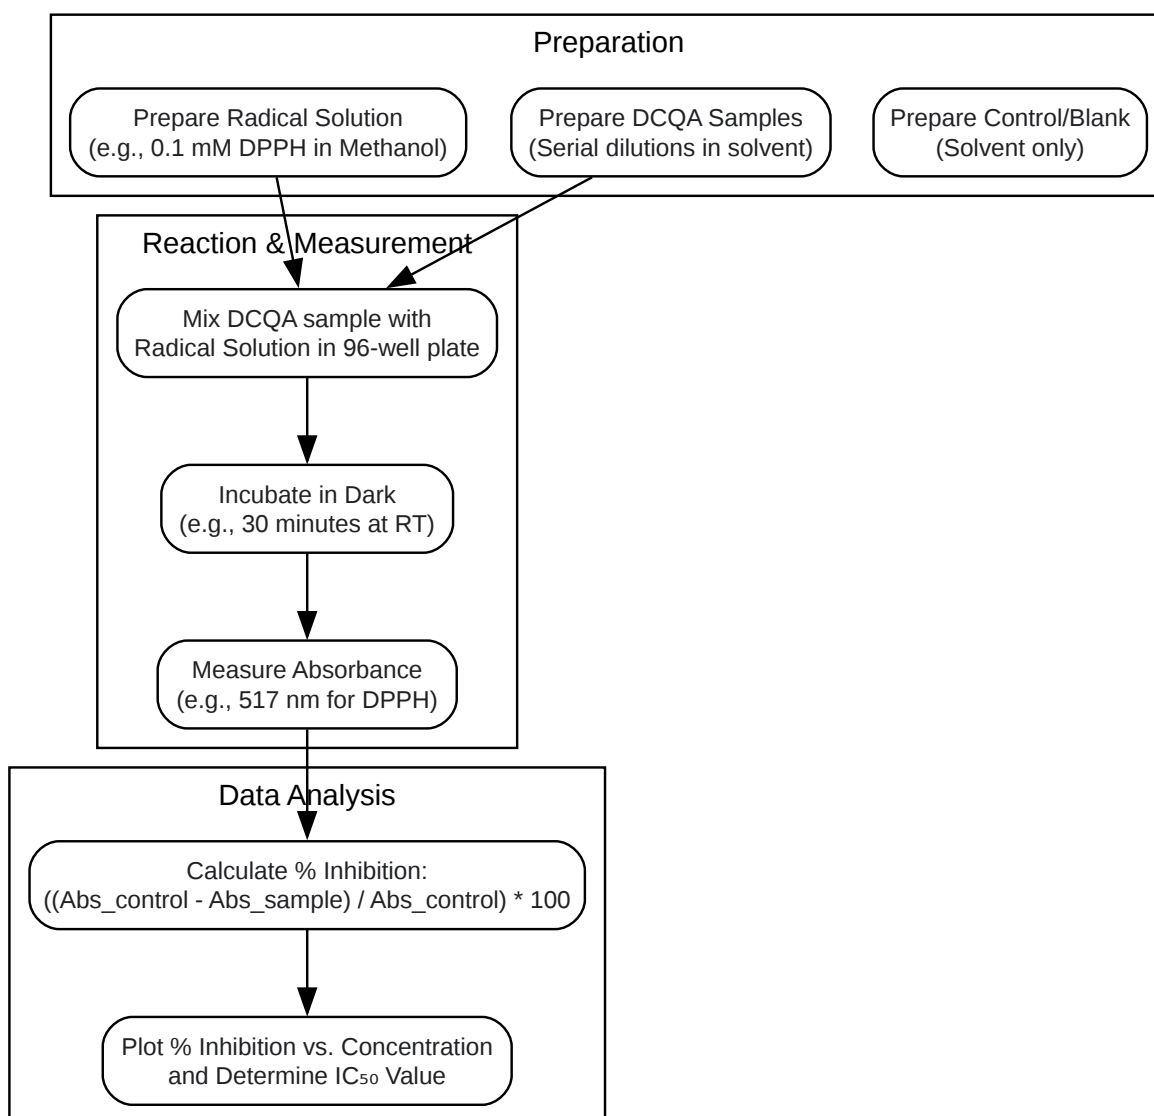 Preparation
Prepare Radical Solution
(e.g., 0.1 mM DPPH in Methanol)
Prepare DCQA Samples
(Serial dilutions in solvent)
Prepare Control/Blank
(Solvent only)
Reaction & Measurement
Mix DCQA sample with
Radical Solution in 96-well plate
Incubate in Dark
(e.g., 30 minutes at RT)
Measure Absorbance
(e.g., 517 nm for DPPH)
Data Analysis
Calculate % Inhibition:
((Abs_control - Abs_sample) / Abs_control) * 100
Plot % Inhibition vs. Concentration
and Determine IC₅₀ Value